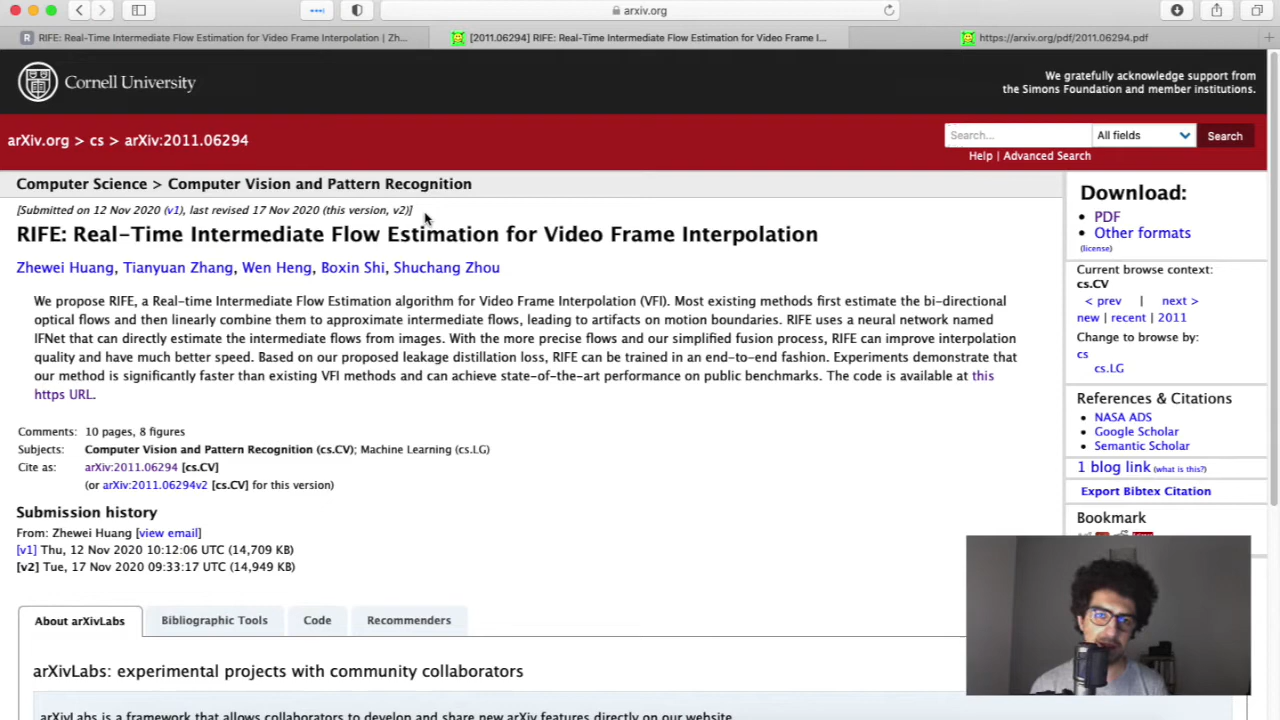 arxiv.org
RIFE: Real-Time Intermediate Flow Estimation for Video Frame Interpolation | Zh...
[2011.06294] RIFE: Real-Time Intermediate Flow Estimation for Video Frame I...
https://arxiv.org/pdf/2011.06294.pdf
Cornell University
We gratefully acknowledge support from
the Simons Foundation and member institutions.
arXiv.org > cs > arXiv:2011.06294
Search...
All fields
Search
Help | Advanced Search
Computer Science > Computer Vision and Pattern Recognition
[Submitted on 12 Nov 2020 (v1), last revised 17 Nov 2020 (this version, v2)]
RIFE: Real-Time Intermediate Flow Estimation for Video Frame Interpolation
Zhewei Huang, Tianyuan Zhang, Wen Heng, Boxin Shi, Shuchang Zhou
We propose RIFE, a Real-time Intermediate Flow Estimation algorithm for Video Frame Interpolation (VFI). Most existing methods first estimate the bi-directional
optical flows and then linearly combine them to approximate intermediate flows, leading to artifacts on motion boundaries. RIFE uses a neural network named
IFNet that can directly estimate the intermediate flows from images. With the more precise flows and our simplified fusion process, RIFE can improve interpolation
quality and have much better speed. Based on our proposed leakage distillation loss, RIFE can be trained in an end-to-end fashion. Experiments demonstrate that
our method is significantly faster than existing VFI methods and can achieve state-of-the-art performance on public benchmarks. The code is available at this
https URL.
Comments: 10 pages, 8 figures
Subjects: Computer Vision and Pattern Recognition (cs.CV); Machine Learning (cs.LG)
Cite as: arXiv:2011.06294 [cs.CV]
(or arXiv:2011.06294v2 [cs.CV] for this version)
Submission history
From: Zhewei Huang [view email]
[v1] Thu, 12 Nov 2020 10:12:06 UTC (14,709 KB)
[v2] Tue, 17 Nov 2020 09:33:17 UTC (14,949 KB)
About arXivLabs
Bibliographic Tools
Code
Recommenders
arXivLabs: experimental projects with community collaborators
arXivLabs is a framework that allows collaborators to develop and share new arXiv features directly on our website.
Download:
PDF
Other formats
(license)
Current browse context:
cs.CV
< prev | next >
new | recent | 2011
Change to browse by:
cs
cs.LG
References & Citations
NASA ADS
Google Scholar
Semantic Scholar
1 blog link (what is this?)
Export Bibtex Citation
Bookmark